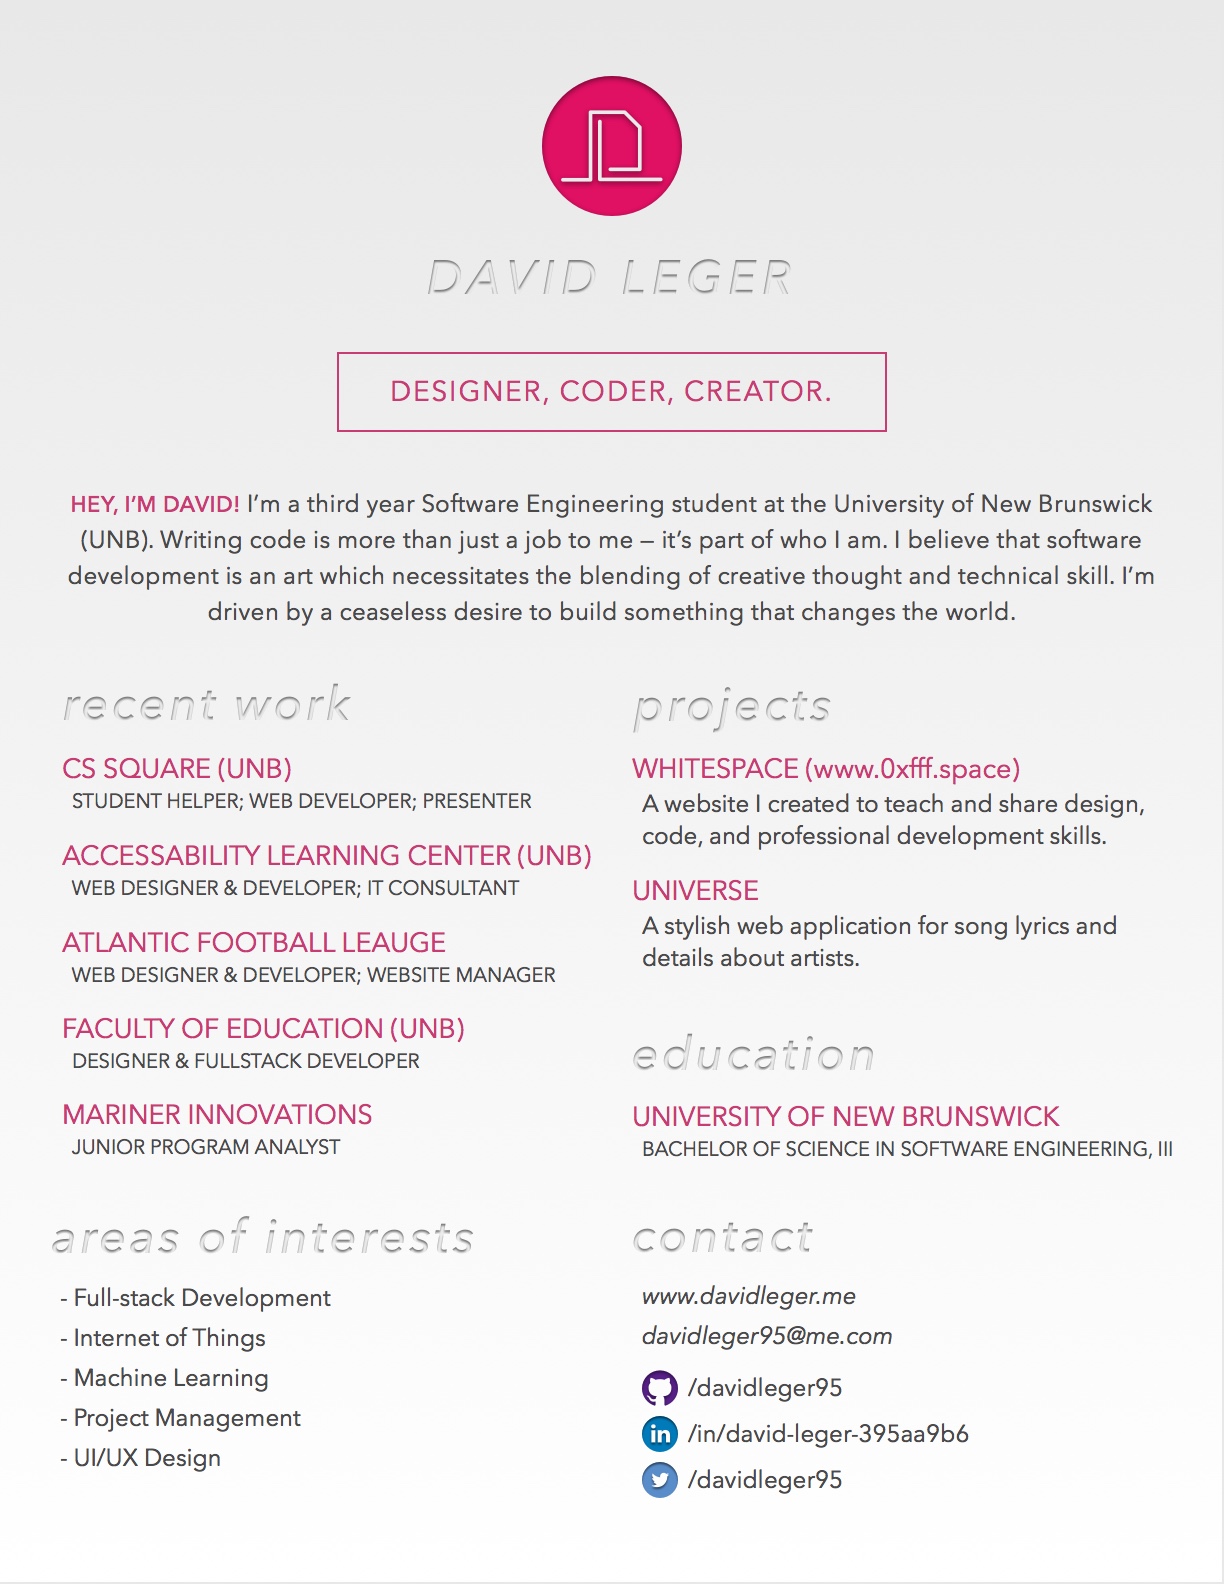 DAVID LEGER
DESIGNER, CODER, CREATOR.
HEY, I'M DAVID! I'm a third year Software Engineering student at the University of New Brunswick
(UNB). Writing code is more than just a job to me – it's part of who I am. I believe that software
development is an art which necessitates the blending of creative thought and technical skill. I'm
driven by a ceaseless desire to build something that changes the world.
recent work
CS SQUARE (UNB)
STUDENT HELPER; WEB DEVELOPER; PRESENTER
ACCESSABILITY LEARNING CENTER (UNB)
WEB DESIGNER & DEVELOPER; IT CONSULTANT
ATLANTIC FOOTBALL LEAUGE
WEB DESIGNER & DEVELOPER; WEBSITE MANAGER
FACULTY OF EDUCATION (UNB)
DESIGNER & FULLSTACK DEVELOPER
MARINER INNOVATIONS
JUNIOR PROGRAM ANALYST
areas of interests
- Full-stack Development
- Internet of Things
- Machine Learning
- Project Management
- UI/UX Design
projects
WHITESPACE (www.0xfff.space)
A website I created to teach and share design,
code, and professional development skills.
UNIVERSE
A stylish web application for song lyrics and
details about artists.
education
UNIVERSITY OF NEW BRUNSWICK
BACHELOR OF SCIENCE IN SOFTWARE ENGINEERING, III
contact
www.davidleger.me
davidleger95@me.com
/davidleger95
in /in/david-leger-395aa9b6
/davidleger95